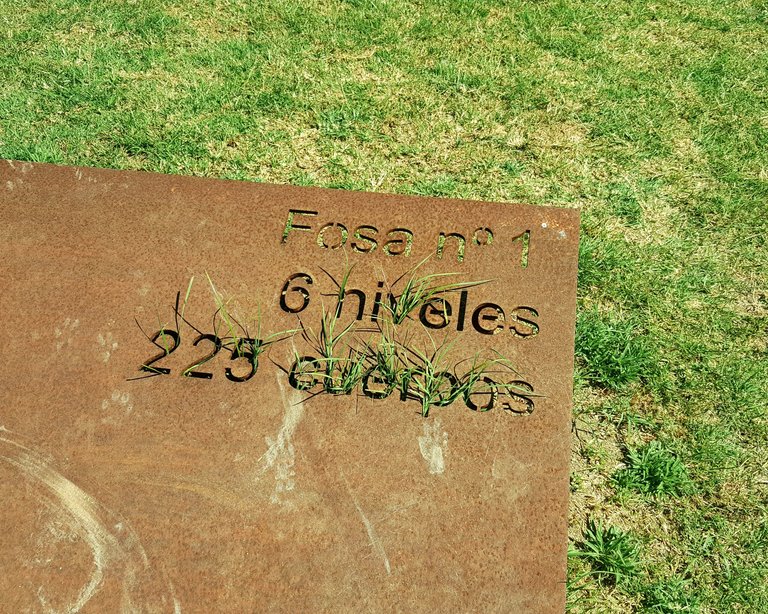 Fosa nº 1
6 niveles
225 cuerpos